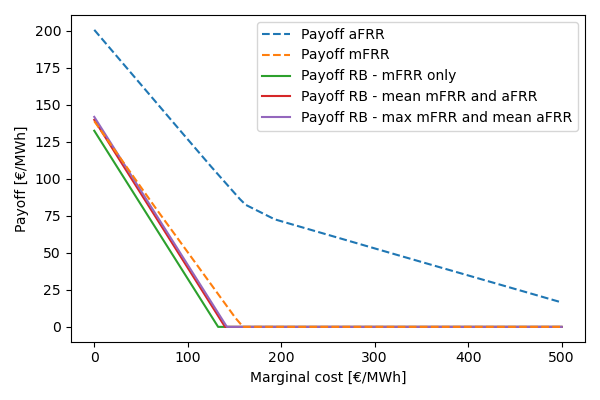 Payoff aFRR
Payoff mFRR
Payoff RB - mFRR only
Payoff RB - mean mFRR and aFRR
Payoff RB - max mFRR and mean aFRR
Payoff [€/MWh]
200
175
150
125
100
75
50
25
0
0 100 200 300 400 500
Marginal cost [€/MWh]